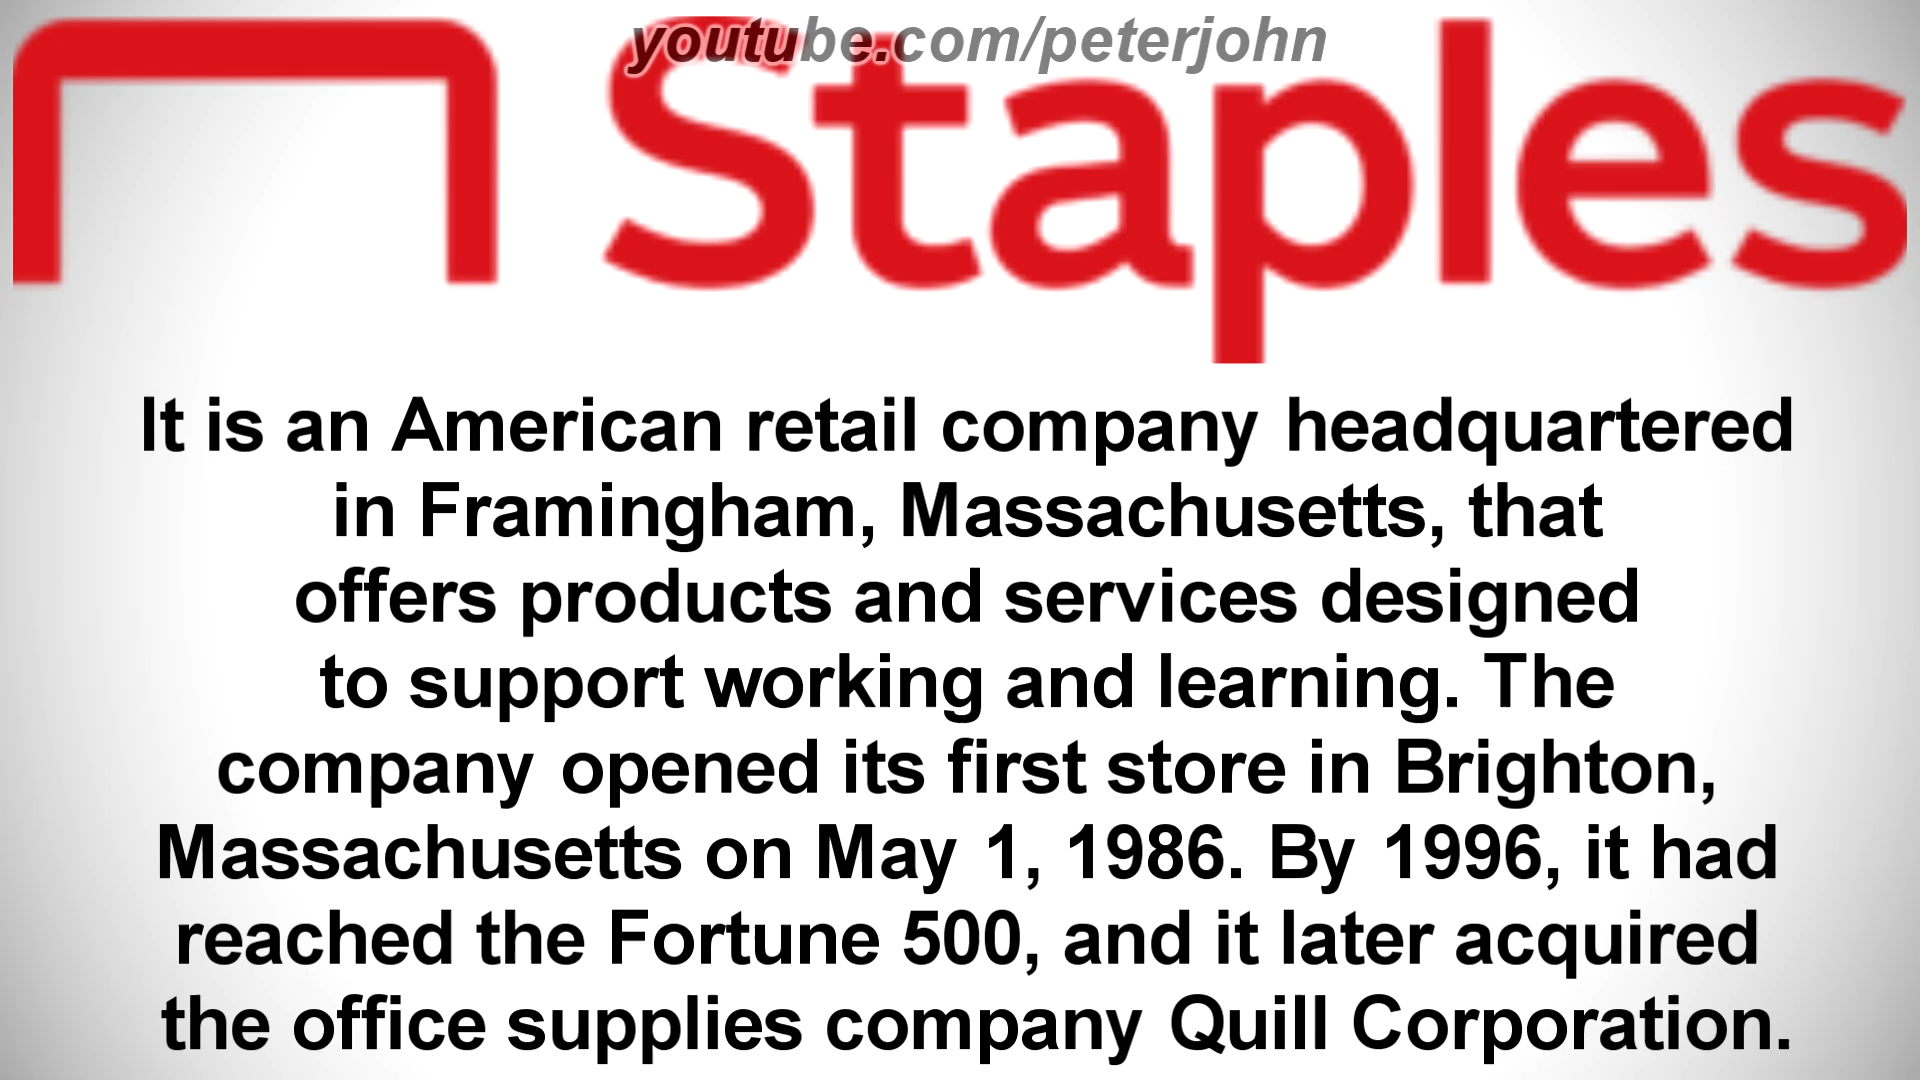 youtube.com/peterjohn
Staples
It is an American retail company headquartered
in Framingham, Massachusetts, that
offers products and services designed
to support working and learning. The
company opened its first store in Brighton,
Massachusetts on May 1, 1986. By 1996, it had
reached the Fortune 500, and it later acquired
the office supplies company Quill Corporation.